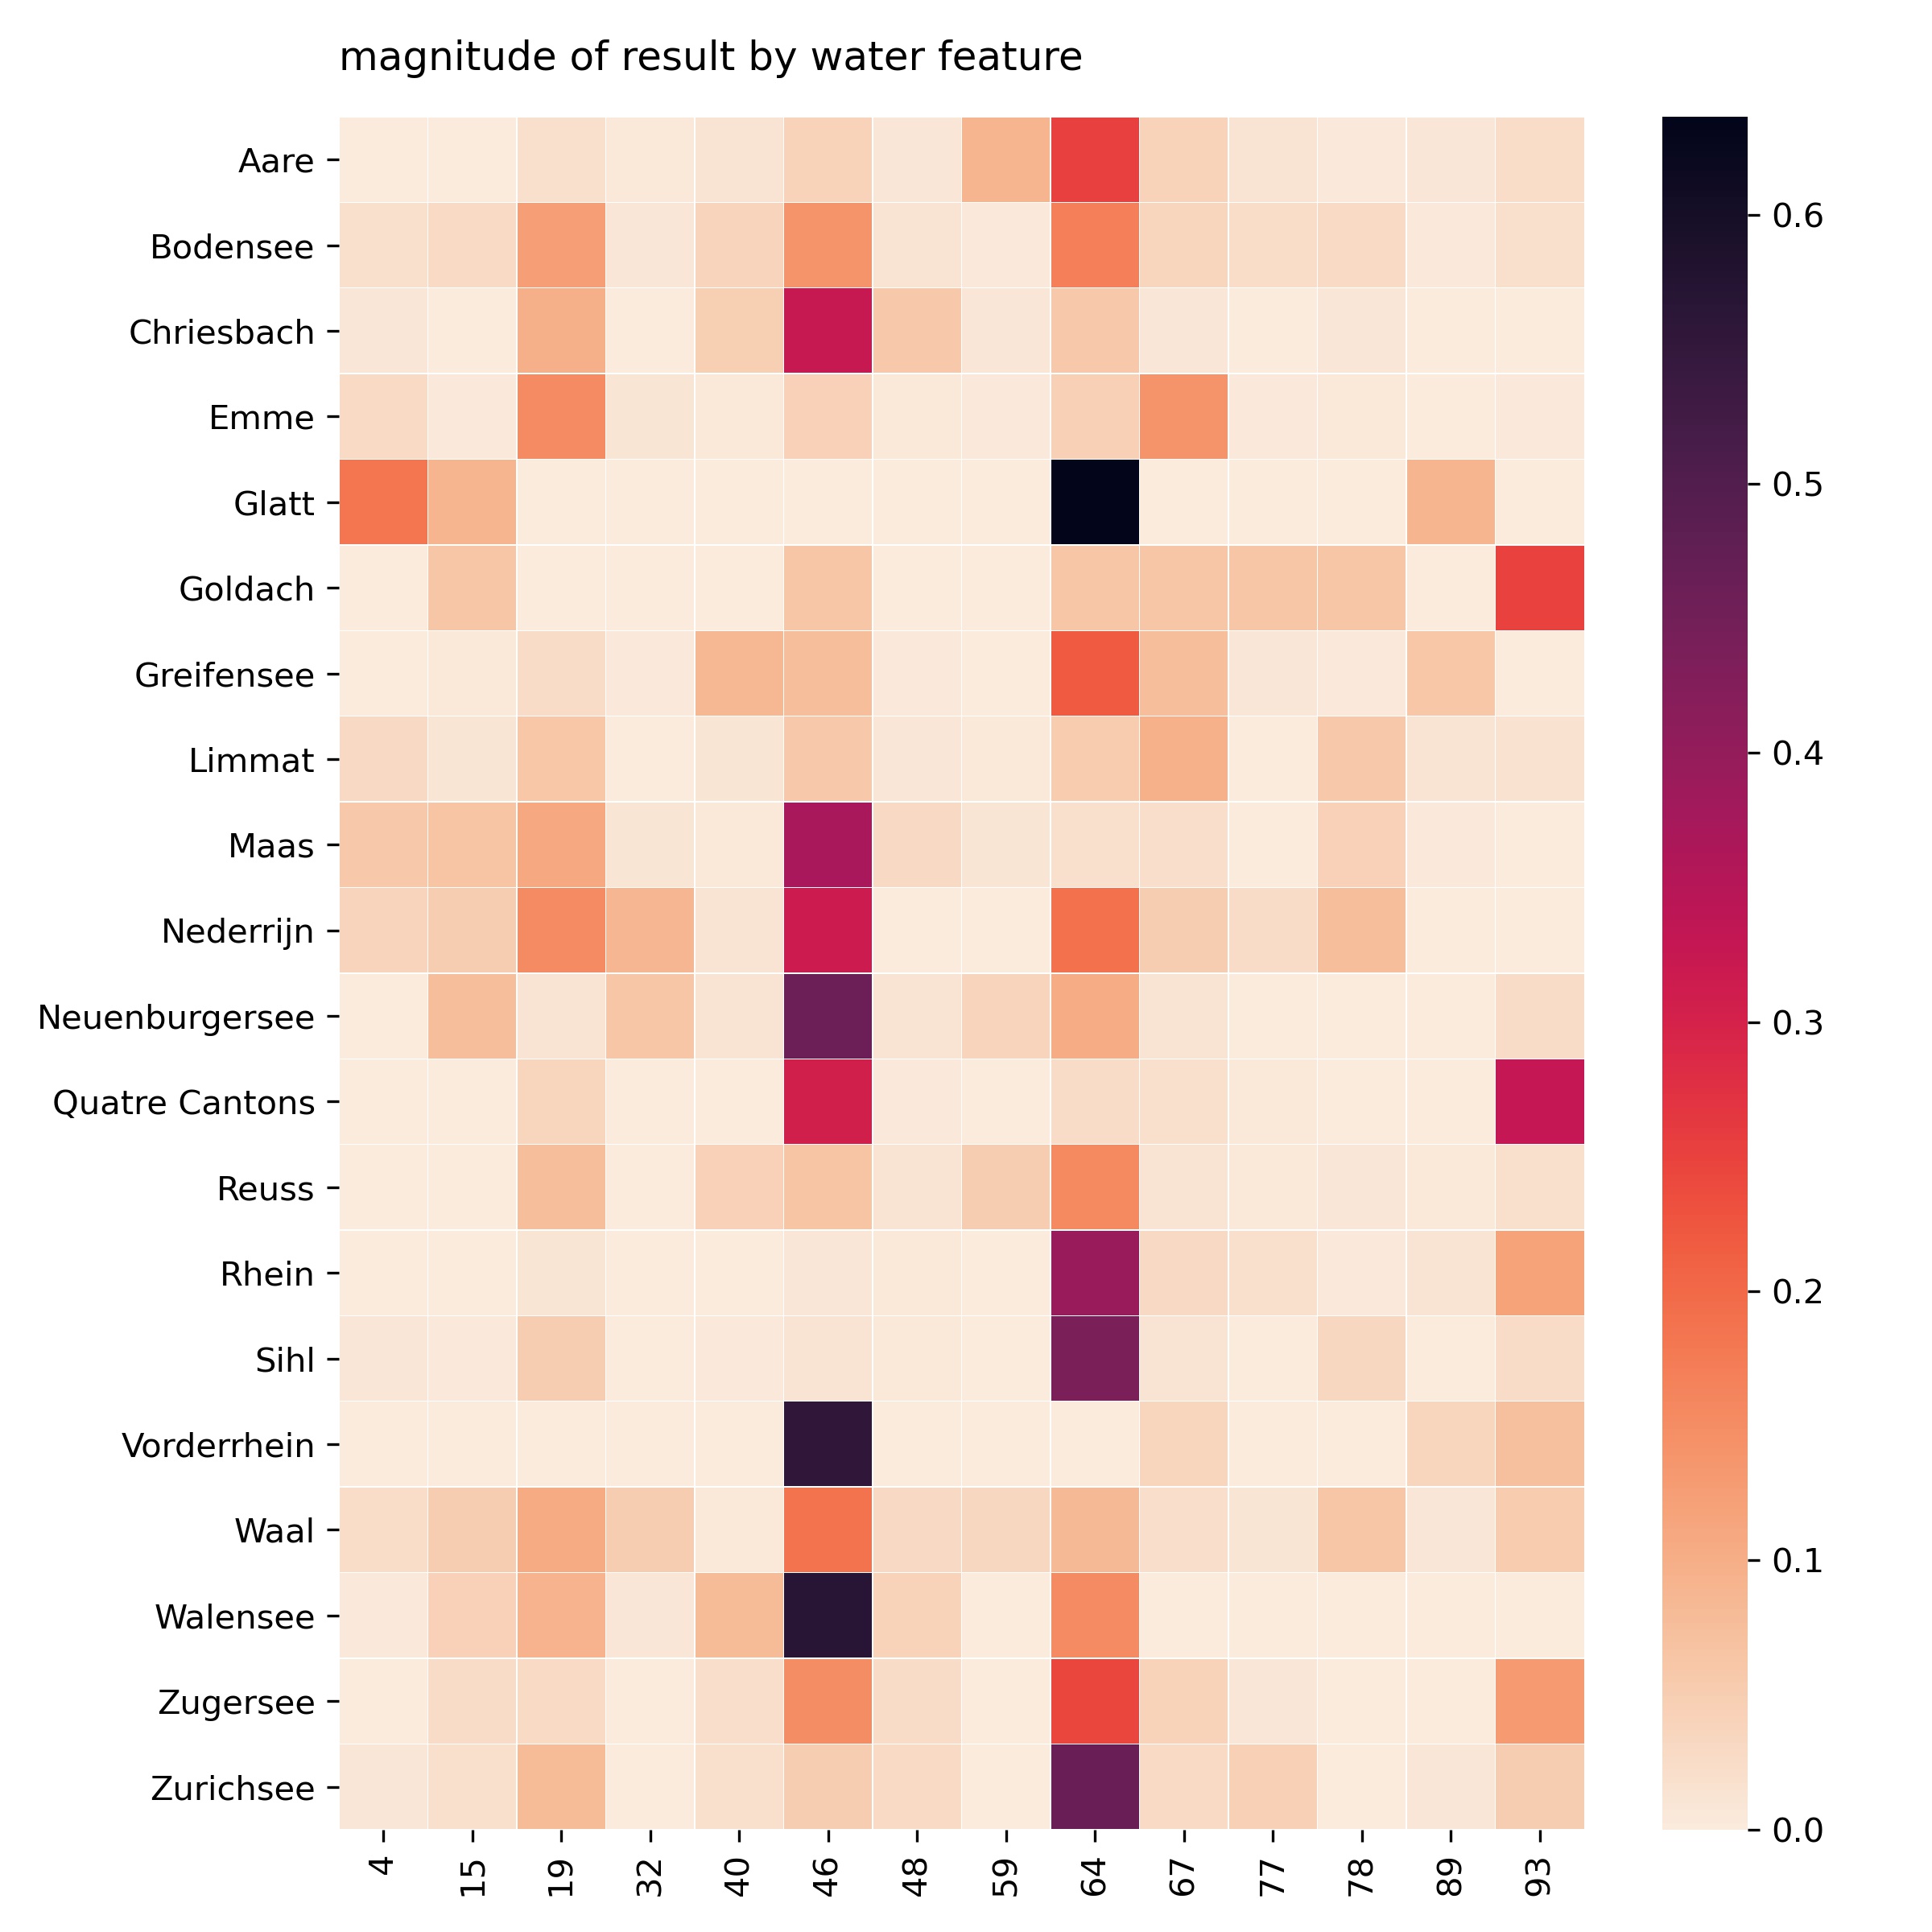 magnitude of result by water feature
Aare
Bodensee
Chriesbach
Emme
Glatt
Goldach
Greifensee
Limmat
Maas
Nederrijn
Neuenburgersee
Quatre Cantons
Reuss
Rhein
Sihl
Vorderrhein
Waal
Walensee
Zugersee
Zurichsee
4 15 19 32 40 46 48 59 64 67 77 78 89 93
0.6
0.5
0.4
0.3
0.2
0.1
0.0